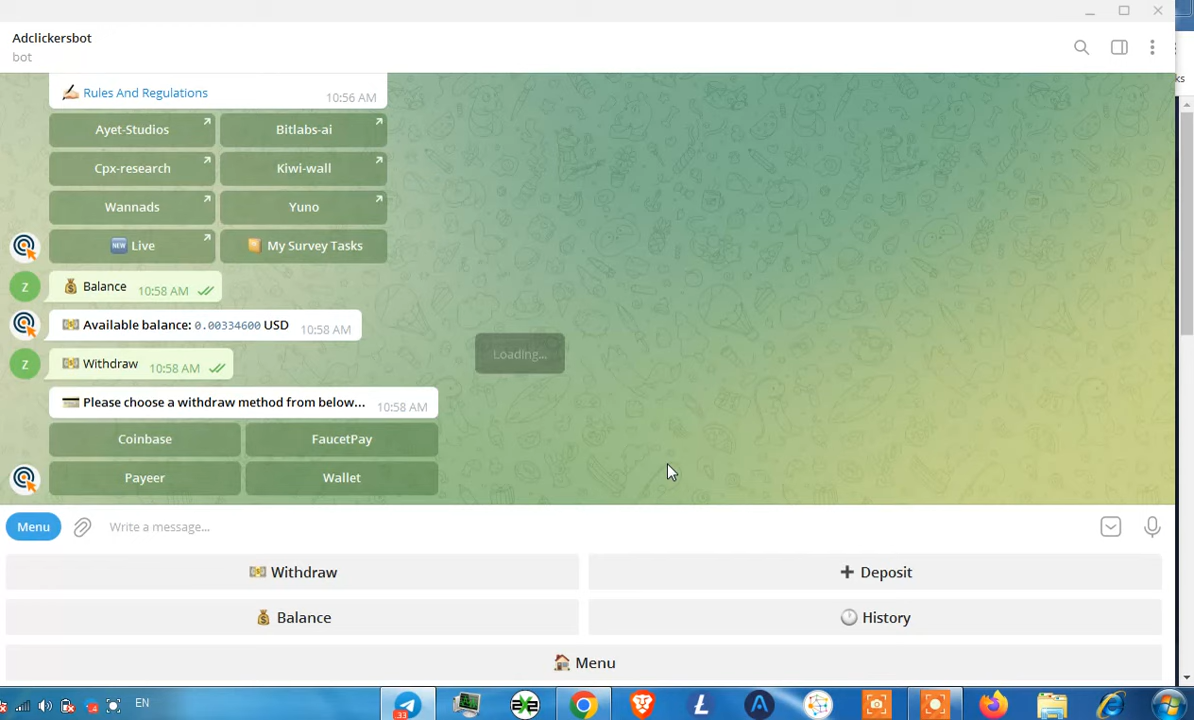 Adclickersbot
bot
ks
Rules And Regulations
10:56 AM
Ayet-Studios
Bitlabs-ai
Cpx-research
Kiwi-wall
Wannads
Yuno
NEW Live
My Survey Tasks
Z
Balance
10:58 AM
Available balance: 0.00334600 USD
10:58 AM
Loading...
Z
Withdraw
10:58 AM
Please choose a withdraw method from below...
10:58 AM
Coinbase
FaucetPay
Payeer
Wallet
Menu
Write a message...
Withdraw
Deposit
Balance
History
Menu
EN
33